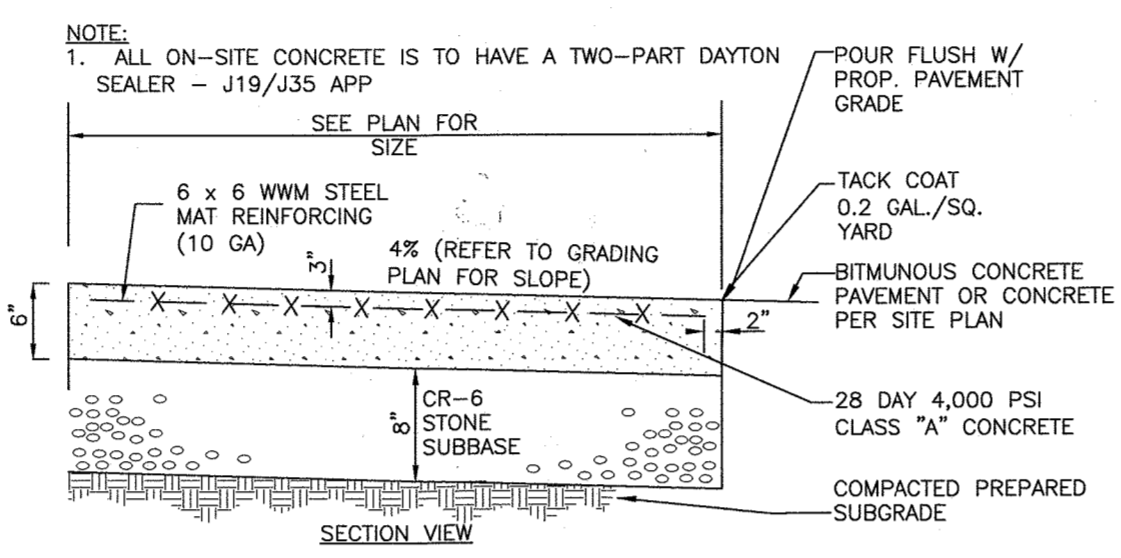 NOTE:
1. ALL ON-SITE CONCRETE IS TO HAVE A TWO-PART DAYTON
SEALER - J19/J35 APP
SEE PLAN FOR
SIZE
POUR FLUSH W/
PROP. PAVEMENT
GRADE
6 x 6 WWM STEEL
MAT REINFORCING
(10 GA)
TACK COAT
0.2 GAL./SQ.
YARD
3"
4% (REFER TO GRADING
PLAN FOR SLOPE)
BITMUNOUS CONCRETE
PAVEMENT OR CONCRETE
PER SITE PLAN
6"
2"
28 DAY 4,000 PSI
CLASS "A" CONCRETE
8"
CR-6
STONE
SUBBASE
COMPACTED PREPARED
SUBGRADE
SECTION VIEW